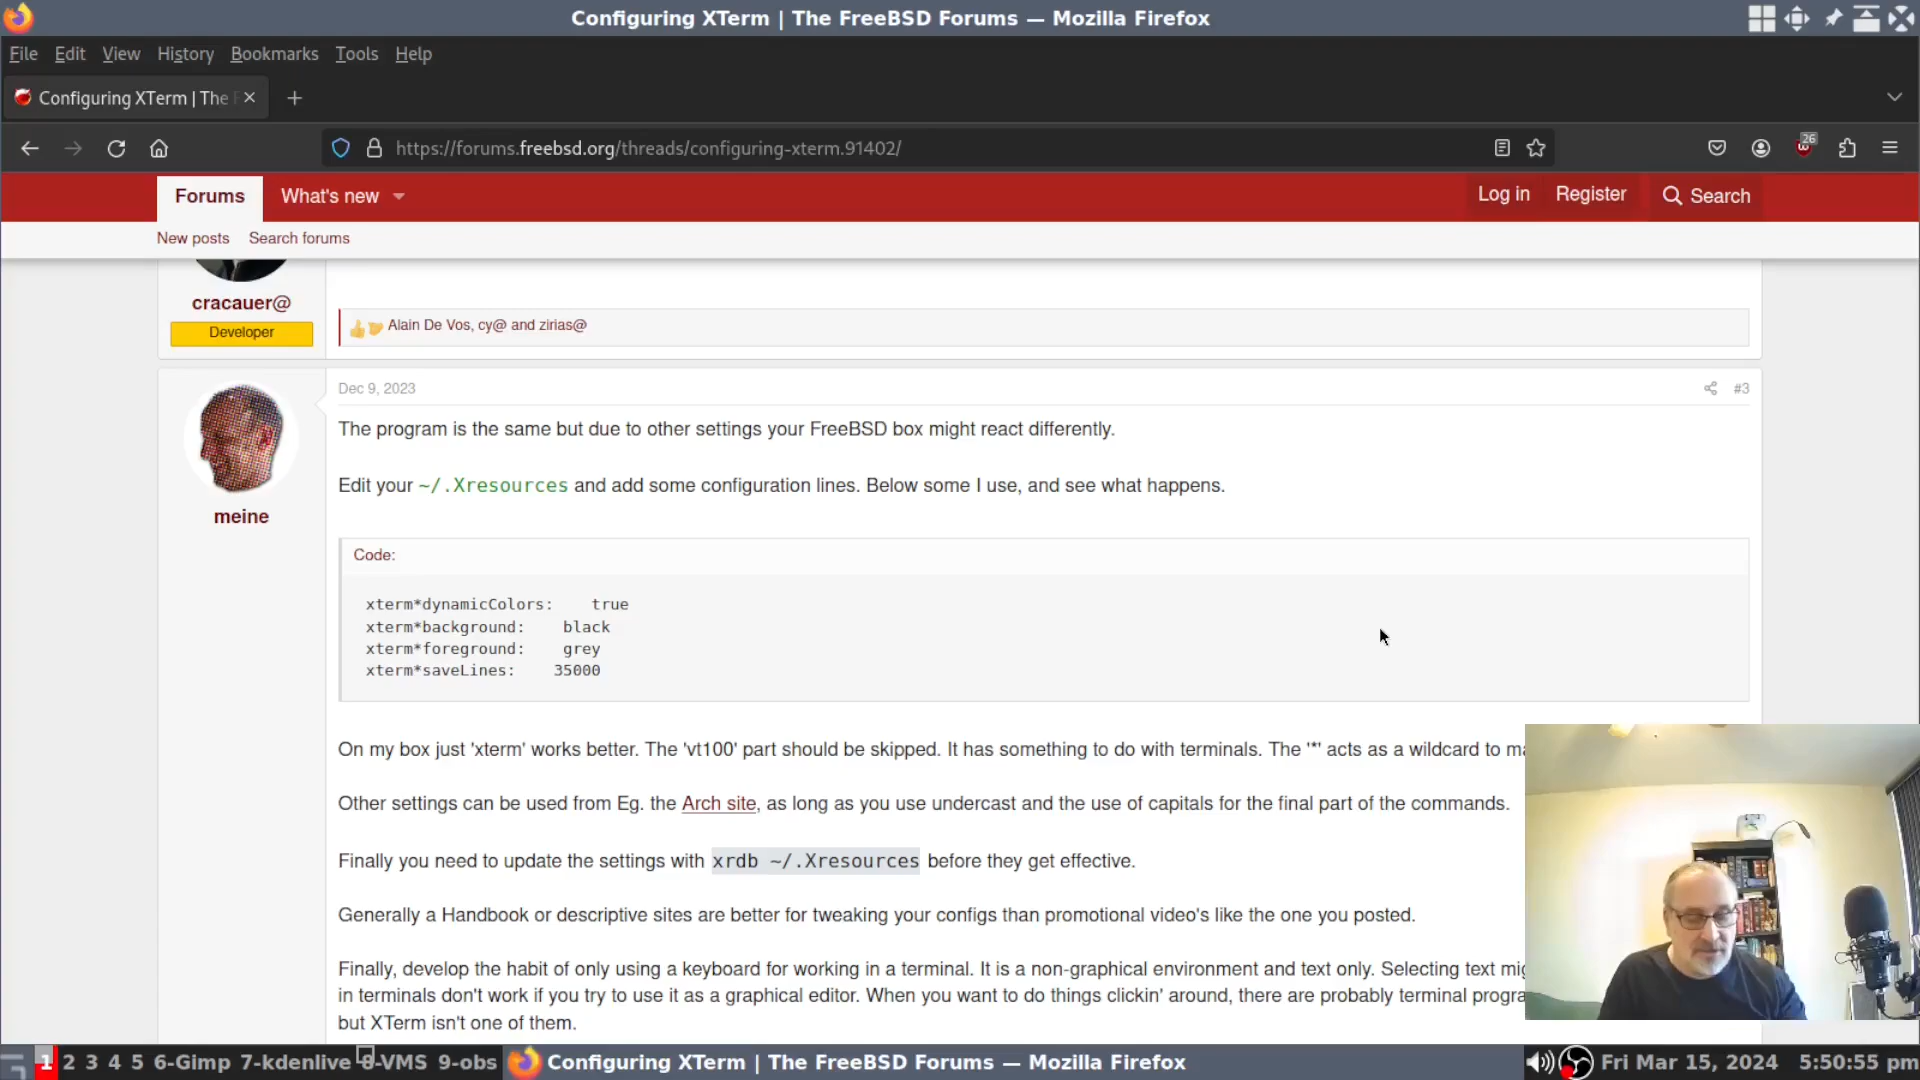 Configuring XTerm | The FreeBSD Forums — Mozilla Firefox
File Edit View History Bookmarks Tools Help
Configuring XTerm | The
https://forums.freebsd.org/threads/configuring-xterm.91402/
26
Forums What's new Log in Register Search
New posts Search forums
cracauer@
Developer
Alain De Vos, cy@ and zirias@
Dec 9, 2023 #3
meine
The program is the same but due to other settings your FreeBSD box might react differently.
Edit your ~/.Xresources and add some configuration lines. Below some I use, and see what happens.
Code:
xterm*dynamicColors: true
xterm*background: black
xterm*foreground: grey
xterm*saveLines: 35000
On my box just 'xterm' works better. The 'vt100' part should be skipped. It has something to do with terminals. The '*' acts as a wildcard to
Other settings can be used from Eg. the Arch site, as long as you use undercast and the use of capitals for the final part of the commands.
Finally you need to update the settings with xrdb ~/.Xresources before they get effective.
Generally a Handbook or descriptive sites are better for tweaking your configs than promotional video's like the one you posted.
Finally, develop the habit of only using a keyboard for working in a terminal. It is a non-graphical environment and text only. Selecting text
in terminals don't work if you try to use it as a graphical editor. When you want to do things clickin' around, there are probably terminal
but XTerm isn't one of them.
1 2 3 4 5 6-Gimp 7-kdenlive 8-VMS 9-obs Configuring XTerm | The FreeBSD Forums — Mozilla Firefox Fri Mar 15, 2024 5:50:55 pm